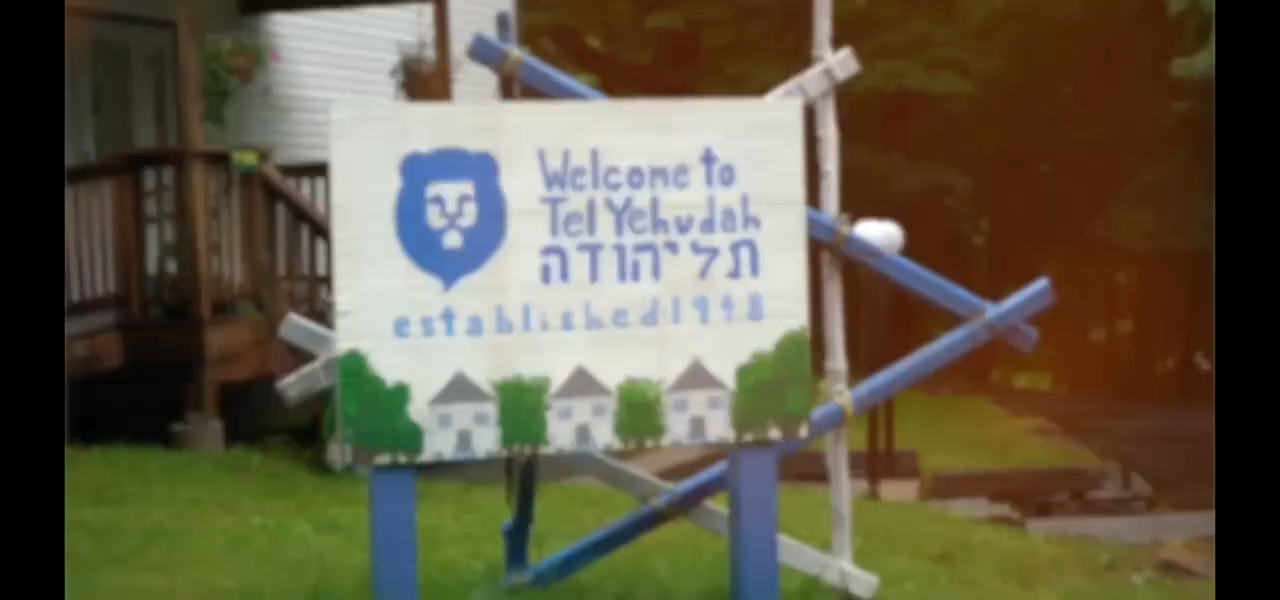 Welcome to
Tel Yehudah
תל יהודה
established 1948